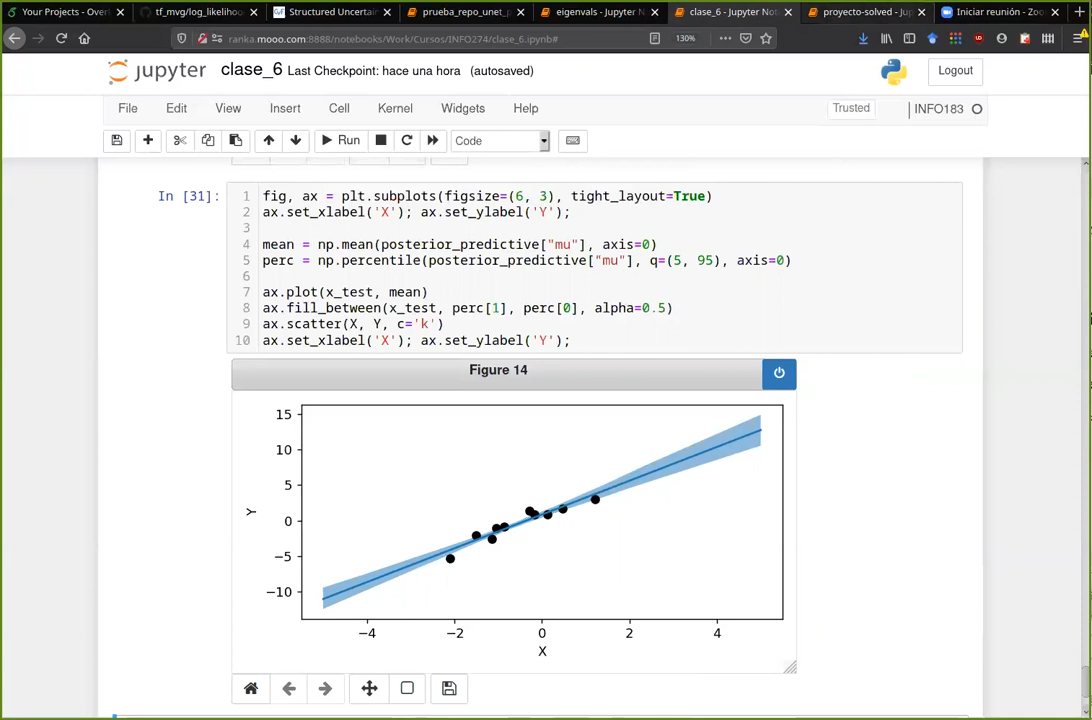 Your Projects - Over
tf_mvg/log_likelihoo
Structured Uncertain
prueba_repo_unet_p
eigenvals - Jupyter N
clase_6 - Jupyter Not
proyecto-solved - Jup
Iniciar reunión - Zoo
ranka.mooo.com:8888/notebooks/Work/Cursos/INFO274/clase_6.ipynb#
130%
jupyter clase_6 Last Checkpoint: hace una hora (autosaved)
Logout
File Edit View Insert Cell Kernel Widgets Help
Trusted
INFO183
Run
Code
In [31]:
1 fig, ax = plt.subplots(figsize=(6, 3), tight_layout=True)
2 ax.set_xlabel('X'); ax.set_ylabel('Y');
3
4 mean = np.mean(posterior_predictive["mu"], axis=0)
5 perc = np.percentile(posterior_predictive["mu"], q=(5, 95), axis=0)
6
7 ax.plot(x_test, mean)
8 ax.fill_between(x_test, perc[1], perc[0], alpha=0.5)
9 ax.scatter(X, Y, c='k')
10 ax.set_xlabel('X'); ax.set_ylabel('Y');
Figure 14
15
10
5
0
−5
−10
Y
−4 −2 0 2 4
X